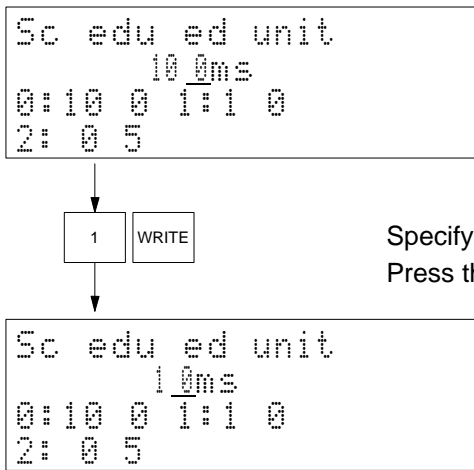 Sc edu ed unit
10 0ms
0:10 0 1:1 0
2: 0 5
1 WRITE
Specify
Press th
Sc edu ed unit
1 0ms
0:10 0 1:1 0
2: 0 5